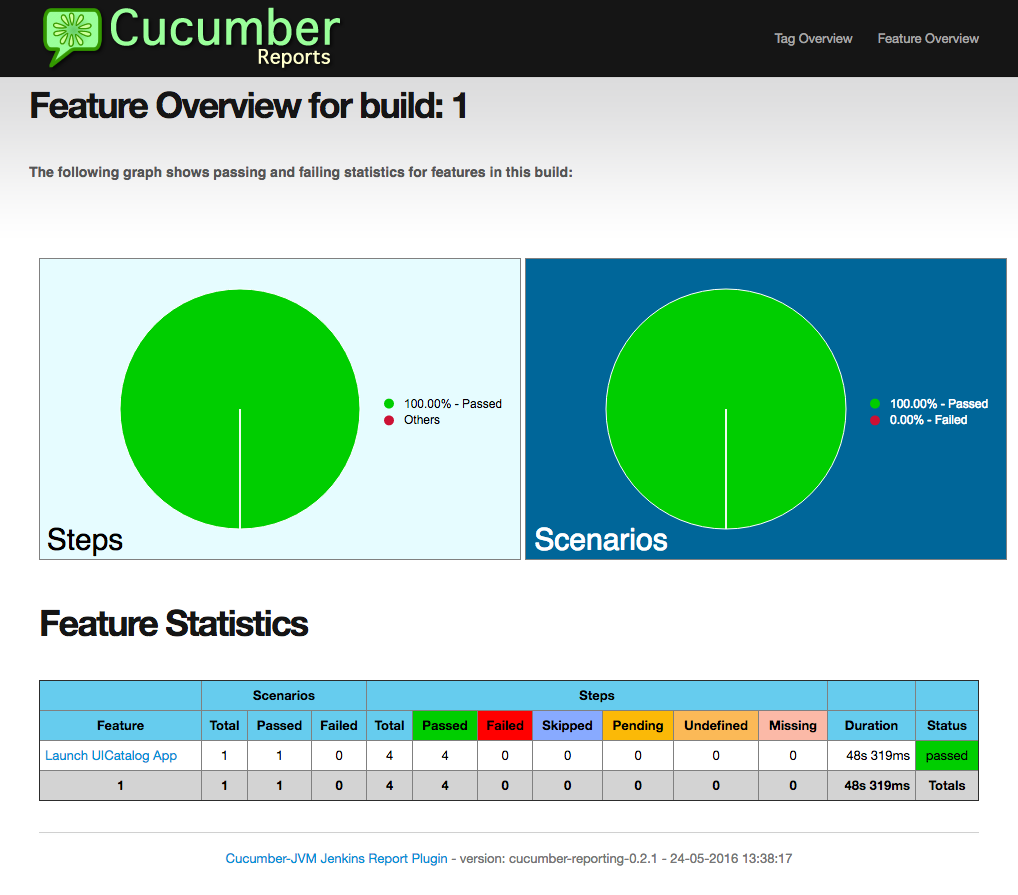 Cucumber
Reports
Tag Overview Feature Overview
Feature Overview for build: 1
The following graph shows passing and failing statistics for features in this build:
100.00% - Passed
Others
Steps
100.00% - Passed
0.00% - Failed
Scenarios
Feature Statistics
Scenarios Steps
Feature Total Passed Failed Total Passed Failed Skipped Pending Undefined Missing Duration Status
Launch UICatalog App 1 1 0 4 4 0 0 0 0 0 48s 319ms passed
1 1 1 0 4 4 0 0 0 0 0 48s 319ms Totals
Cucumber-JVM Jenkins Report Plugin - version: cucumber-reporting-0.2.1 - 24-05-2016 13:38:17